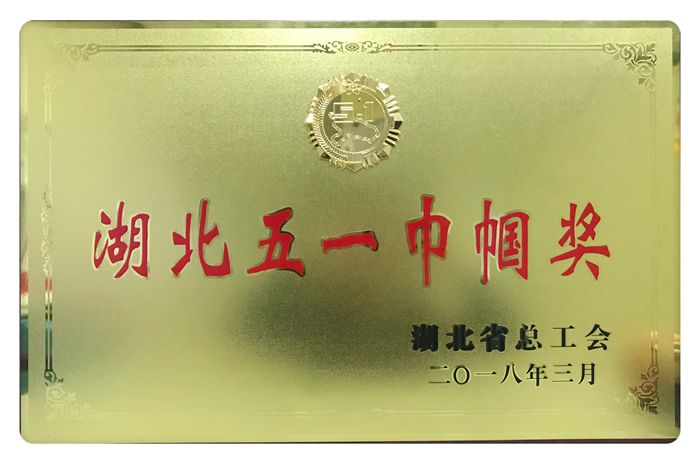 湖北五一巾帼奖
湖北省总工会
二〇一八年三月